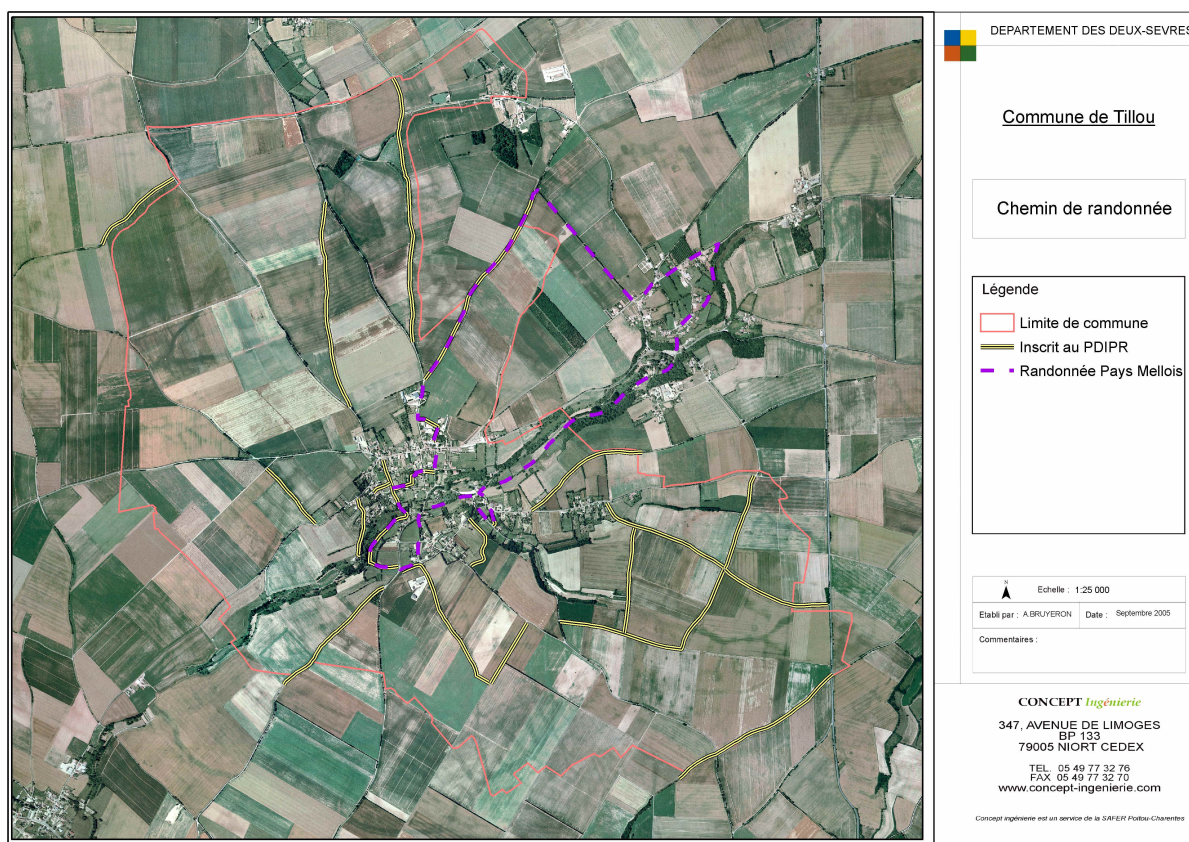 DEPARTEMENT DES DEUX-SEVRES
Commune de Tillou
Chemin de randonnée
Légende
Limite de commune
Inscrit au PDIPR
Randonnée Pays Mellois
N
Echelle : 1:25 000
Etabli par : A.BRUYERON Date : Septembre 2005
Commentaires :
CONCEPT Ingénierie
347, AVENUE DE LIMOGES
BP 133
79005 NIORT CEDEX
TEL. 05 49 77 32 76
FAX 05 49 77 32 70
www.concept-ingenierie.com
Concept ingénierie est un service de la SAFER Poitou-Charentes